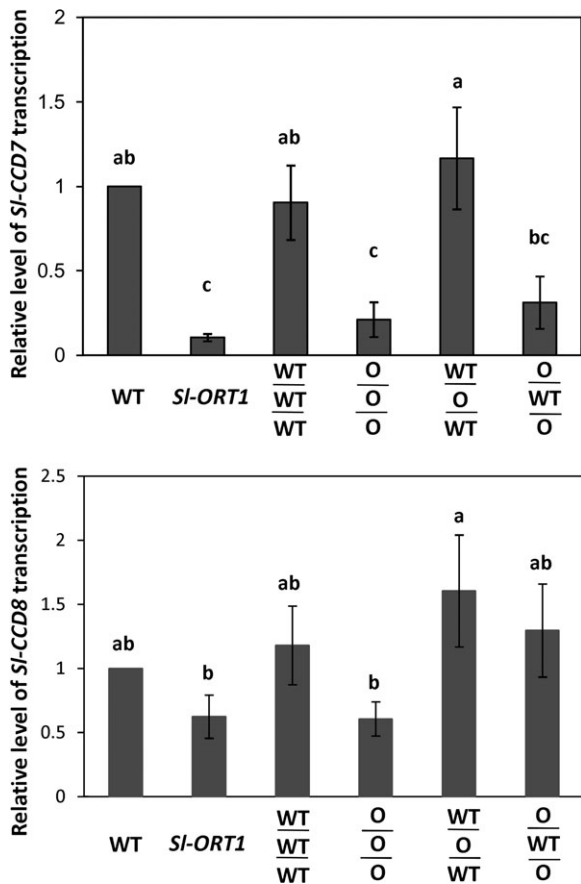 Relative level of Sl-CCD7 transcription
2
1.5
1
0.5
0
ab
c
ab
c
a
bc
WT
Sl-ORT1
WT
WT
WT
O
O
O
WT
O
WT
O
WT
O
Relative level of Sl-CCD8 transcription
2.5
2
1.5
1
0.5
0
ab
b
ab
b
a
ab
WT
Sl-ORT1
WT
WT
WT
O
O
O
WT
O
WT
O
WT
O